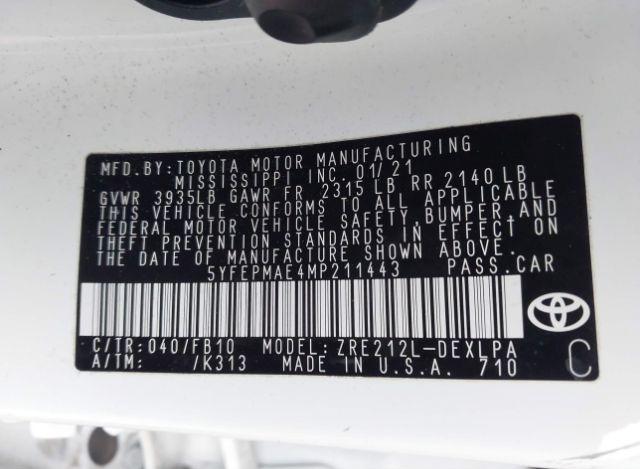 MFD.BY:TOYOTA MOTOR MANUFACTURING
MISSISSIPPI INC. 01/21
GVWR 3935LB GAWR FR 2315 LB RR 2140 LB
THIS VEHICLE CONFORMS TO ALL APPLICABLE
FEDERAL MOTOR VEHICLE SAFETY,BUMPER,AND
THEFT PREVENTION STANDARDS IN EFFECT ON
THE DATE OF MANUFACTURE SHOWN ABOVE.
5YFEPMAE4MP211443 PASS.CAR
C/TR:040/FB10 MODEL:ZRE212L-DEXLPA
A/TM: /K313 MADE IN U.S.A. 710
C